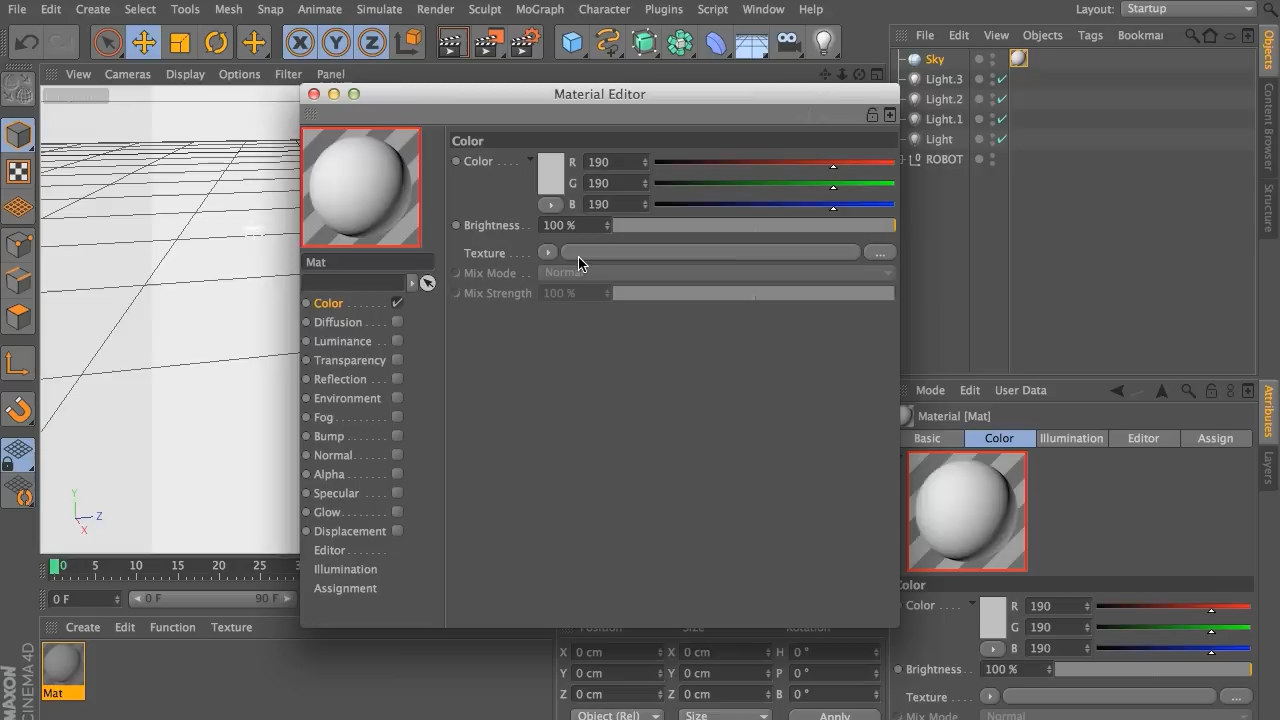 File Edit Create Select Tools Mesh Snap Animate Simulate Render Sculpt MoGraph Character Plugins Script Window Help Layout: Startup
File Edit View Objects Tags Bookmar
View Cameras Display Options Filter Panel
Sky
Light.3
Light.2
Light.1
Light
ROBOT
Objects
Content Browser
Structure
Material Editor
Color
Color . . . . R 190
G 190
B 190
Brightness . . 100 %
Texture . . . . ...
Mix Mode . . Normal
Mix Strength 100 %
Mat
Color
Diffusion
Luminance
Transparency
Reflection
Environment
Fog
Bump
Normal
Alpha
Specular
Glow
Displacement
Editor
Illumination
Assignment
Y
Z
X
0 5 10 15 20 25
0 F 0 F 90 F
Create Edit Function Texture
Mat
MAXON
CINEMA 4D
Position Size Rotation
X 0 cm X 0 cm H 0 °
Y 0 cm Y 0 cm P 0 °
Z 0 cm Z 0 cm B 0 °
Object (Rel) Size Apply
Mode Edit User Data
Material [Mat]
Basic Color Illumination Editor Assign
Color
Color . . . . R 190
G 190
B 190
Brightness . . 100 %
Texture . . . . ...
Mix Mode . . Normal
Attributes
Layers